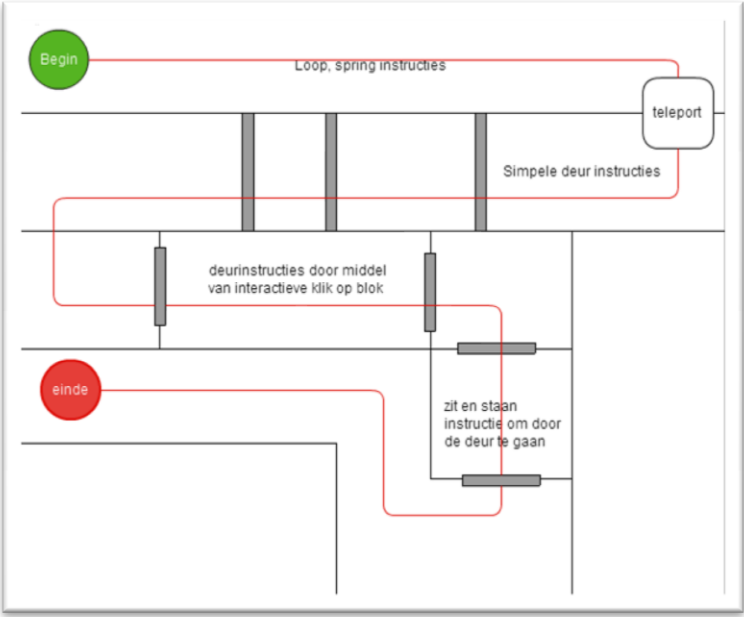 Begin
Loop, spring instructies
teleport
Simpele deur instructies
deurinstructies door middel
van interactieve klik op blok
einde
zit en staan
instructie om door
de deur te gaan